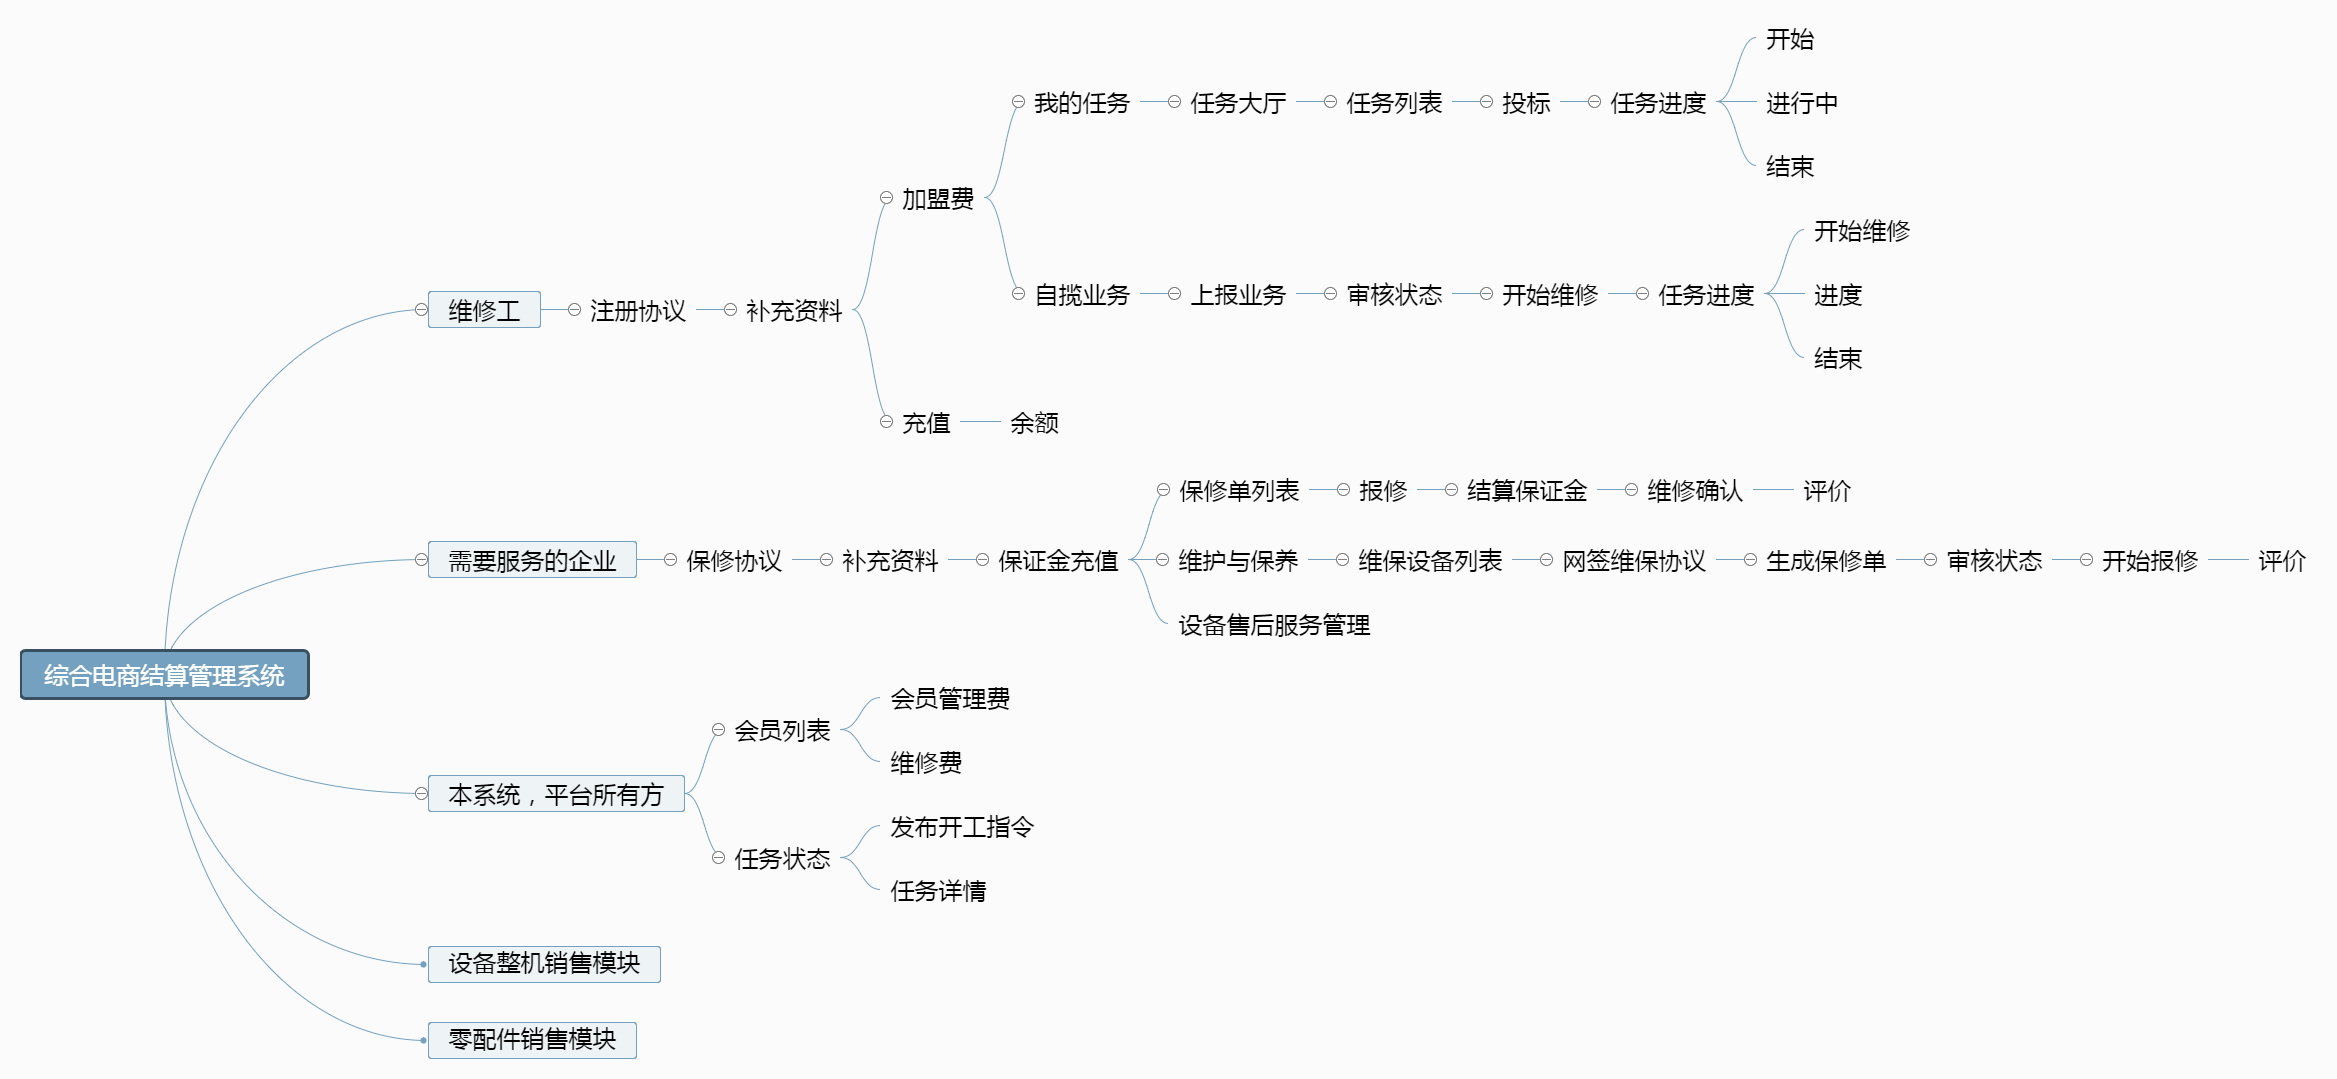 综合电商结算管理系统
维修工
注册协议
补充资料
加盟费
我的任务
任务大厅
任务列表
投标
任务进度
开始
进行中
结束
自揽业务
上报业务
审核状态
开始维修
任务进度
开始维修
进度
结束
充值
余额
需要服务的企业
保修协议
补充资料
保证金充值
保修单列表
报修
结算保证金
维修确认
评价
维护与保养
维保设备列表
网签维保协议
生成保修单
审核状态
开始报修
评价
设备售后服务管理
本系统，平台所有方
会员列表
会员管理费
维修费
任务状态
发布开工指令
任务详情
设备整机销售模块
零配件销售模块